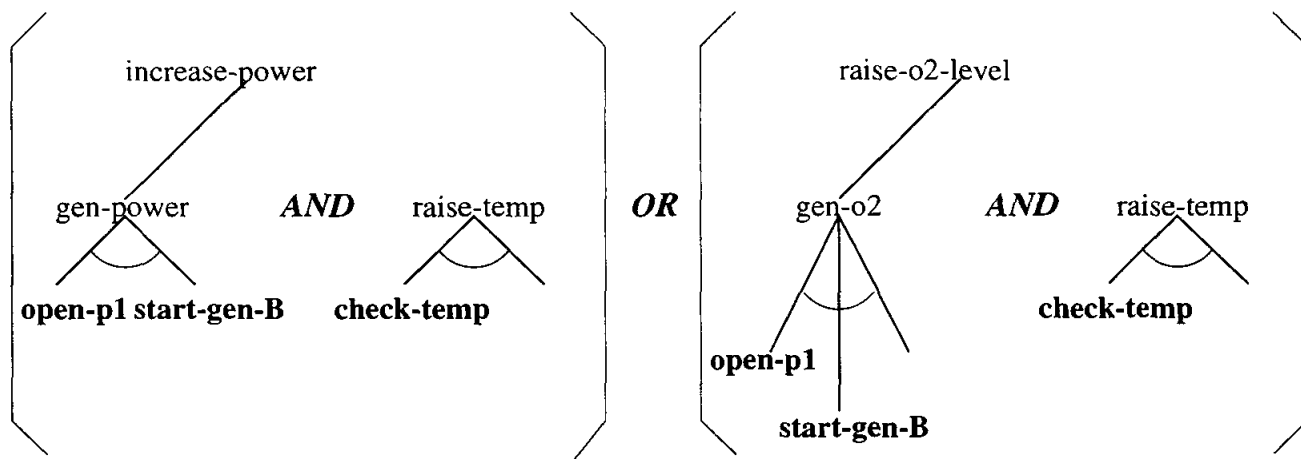 increase-power
raise-o2-level
gen-power AND raise-temp OR gen-o2 AND raise-temp
open-p1 start-gen-B check-temp check-temp
open-p1
start-gen-B